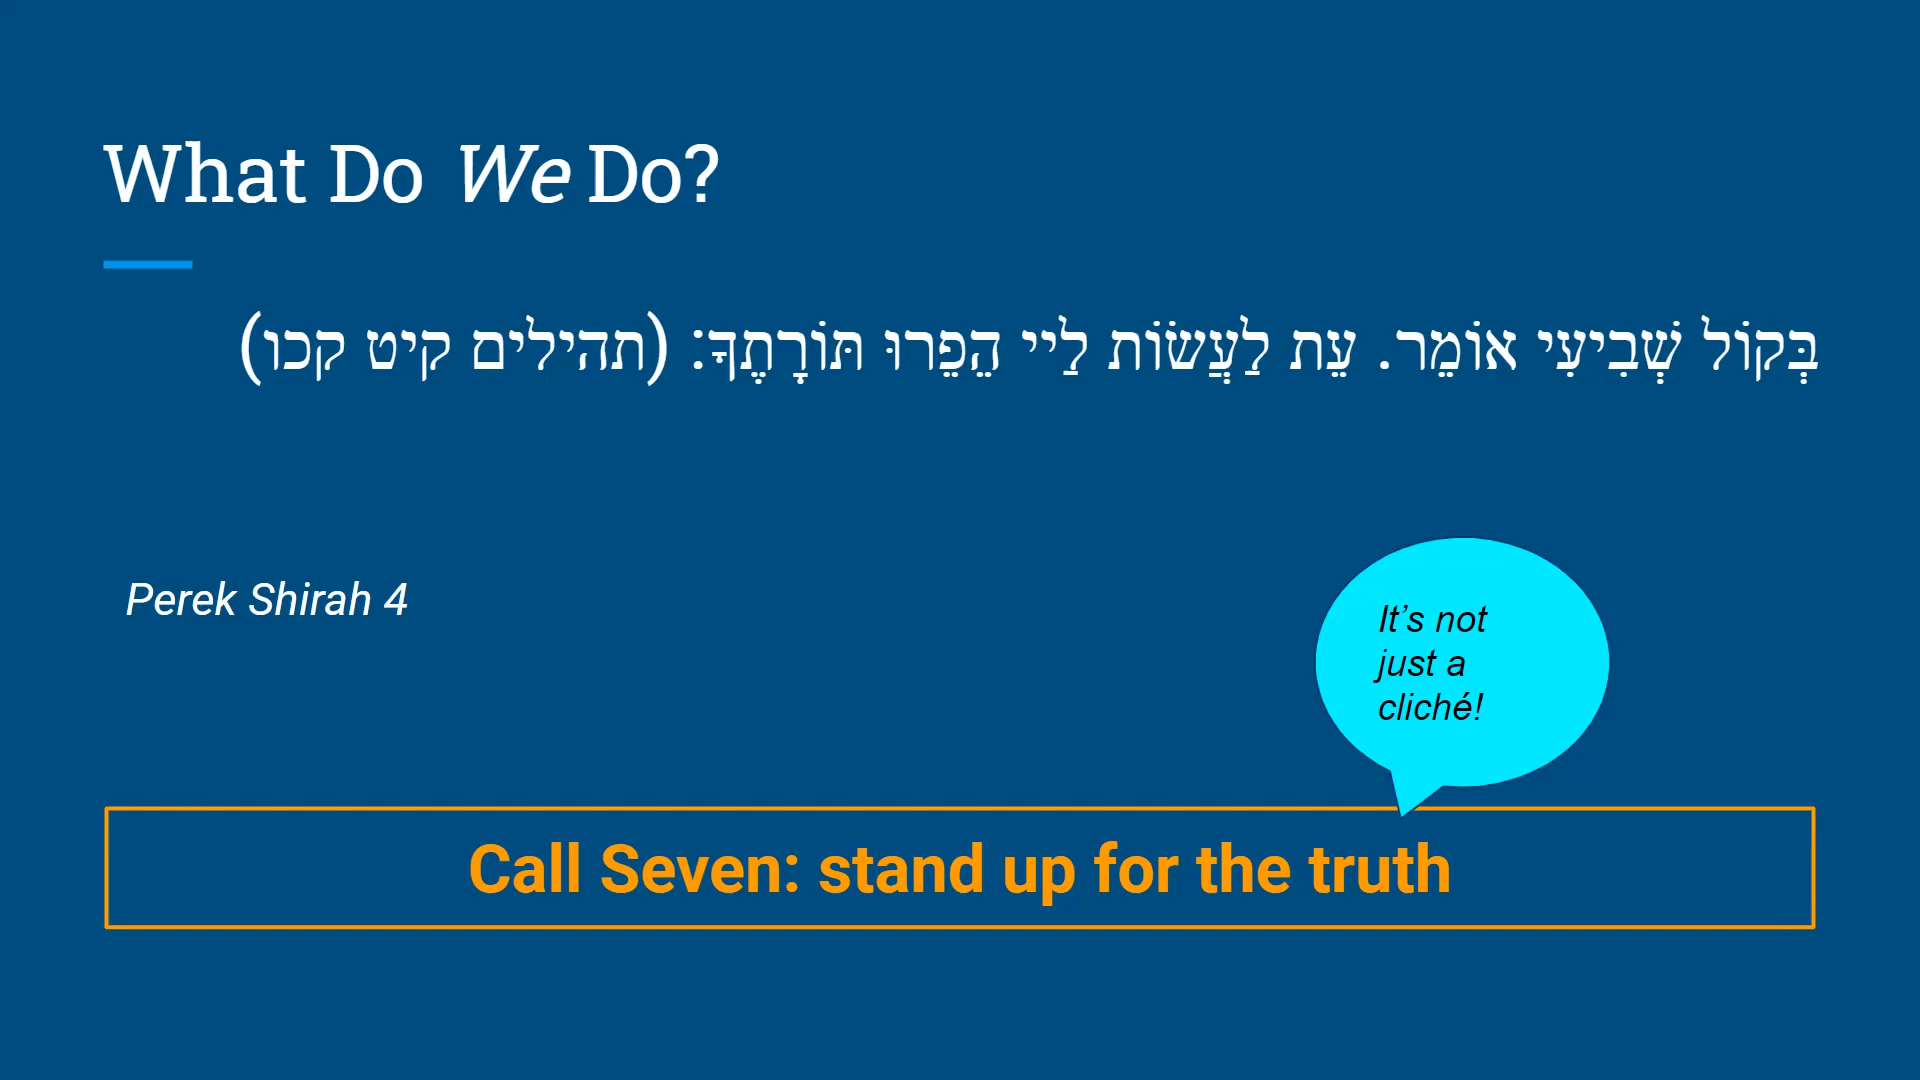 What Do We Do?
בְּקוֹל שְׁבִיעִי אוֹמֵר. עֵת לַעֲשׂוֹת לַיי הֵפֵרוּ תּוֹרָתֶךָ: (תהילים קיט קכו)
Perek Shirah 4
It’s not
just a
cliché!
Call Seven: stand up for the truth